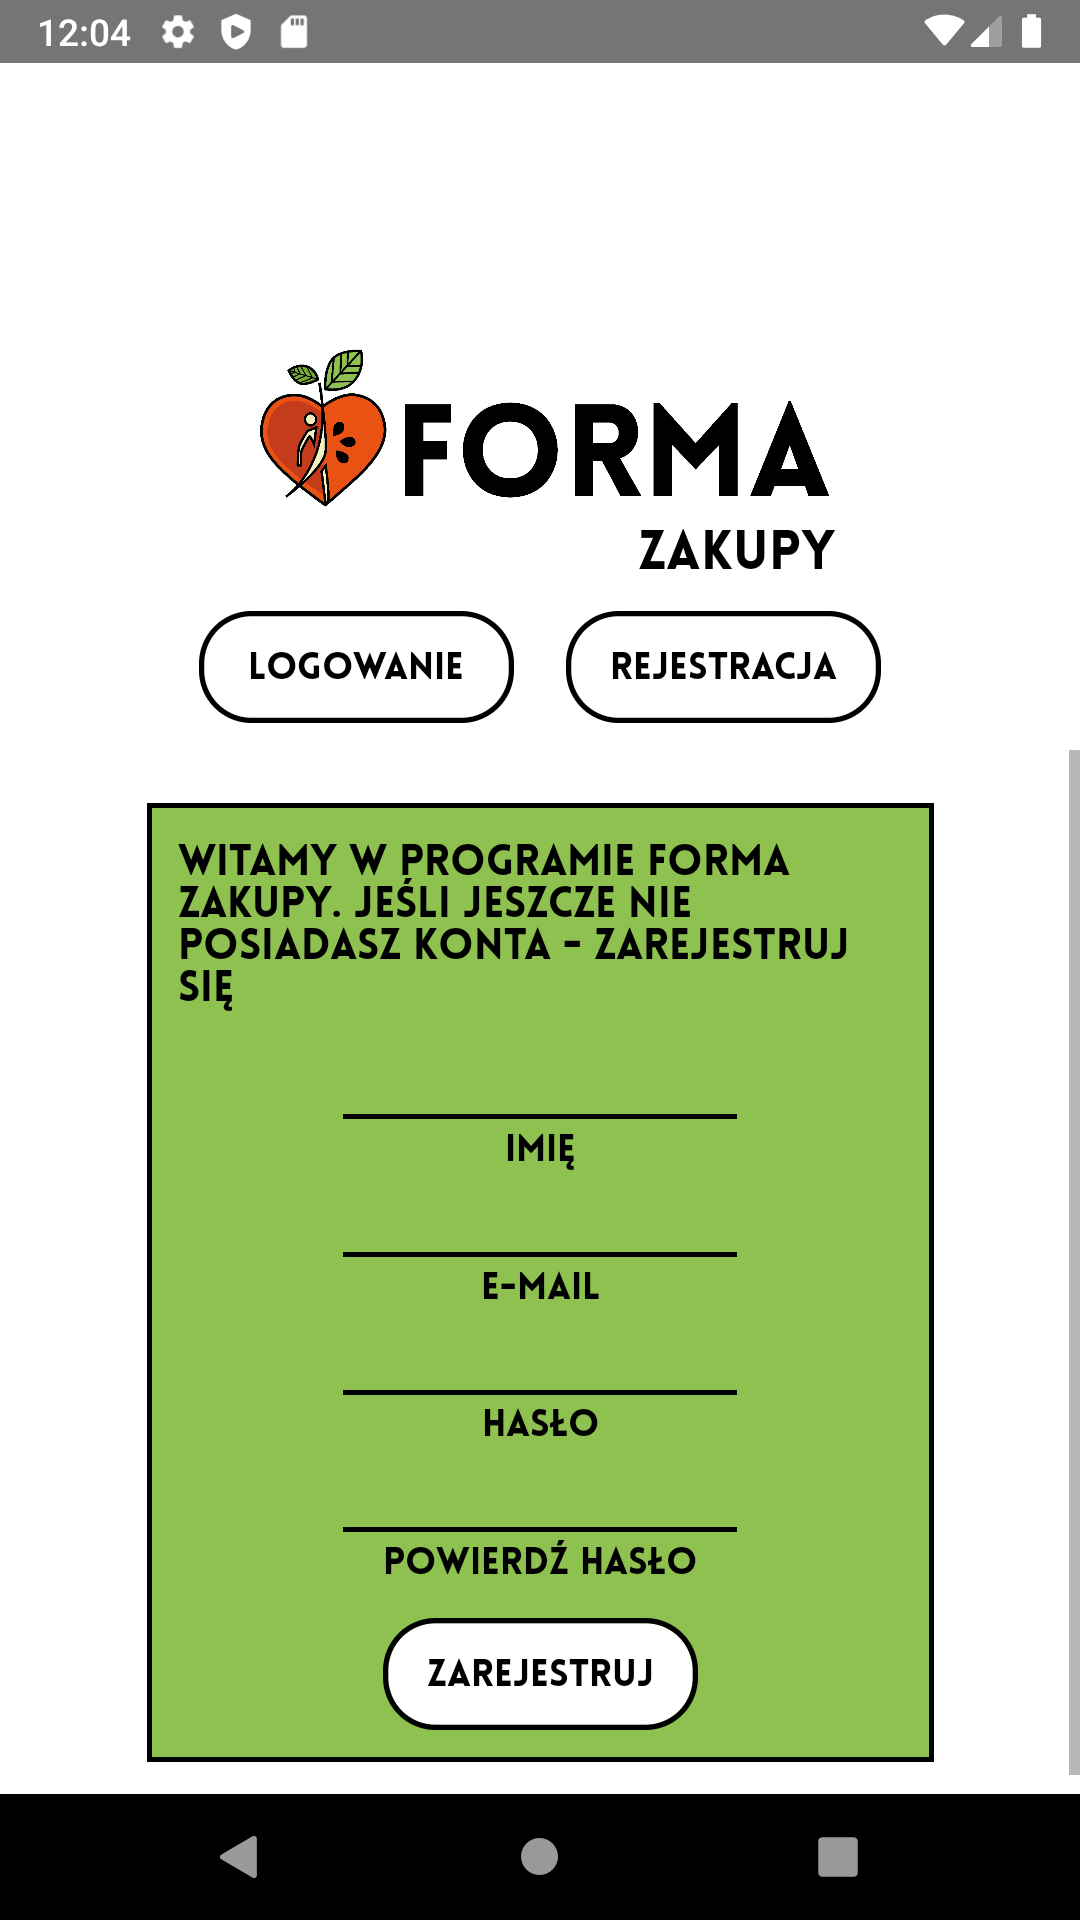 12:04
FORMA
ZAKUPY
LOGOWANIE
REJESTRACJA
WITAMY W PROGRAMIE FORMA
ZAKUPY. JEŚLI JESZCZE NIE
POSIADASZ KONTA - ZAREJESTRUJ
SIĘ
IMIĘ
E-MAIL
HASŁO
POWIERDŹ HASŁO
ZAREJESTRUJ